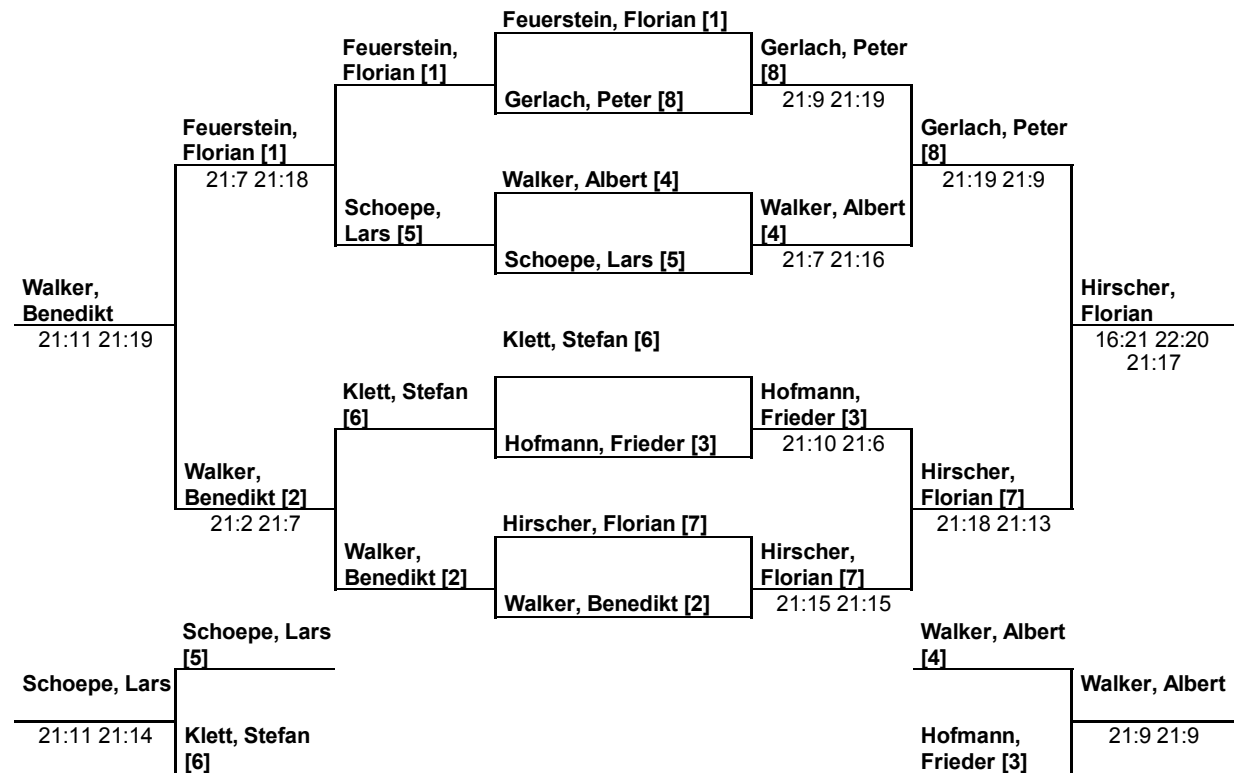 Feuerstein, Florian [1]
Feuerstein,
Florian [1]
Gerlach, Peter
[8]
Gerlach, Peter [8]
21:9 21:19
Feuerstein,
Florian [1]
Gerlach, Peter
[8]
21:7 21:18
Walker, Albert [4]
21:19 21:9
Schoepe,
Lars [5]
Walker, Albert
[4]
Schoepe, Lars [5]
21:7 21:16
Walker,
Benedikt
Hirscher,
Florian
21:11 21:19
Klett, Stefan [6]
16:21 22:20
21:17
Klett, Stefan
[6]
Hofmann,
Frieder [3]
Hofmann, Frieder [3]
21:10 21:6
Walker,
Benedikt [2]
Hirscher,
Florian [7]
21:2 21:7
Hirscher, Florian [7]
21:18 21:13
Walker,
Benedikt [2]
Hirscher,
Florian [7]
Walker, Benedikt [2]
21:15 21:15
Schoepe, Lars
[5]
Walker, Albert
[4]
Schoepe, Lars
Walker, Albert
21:11 21:14
Klett, Stefan
[6]
Hofmann,
Frieder [3]
21:9 21:9